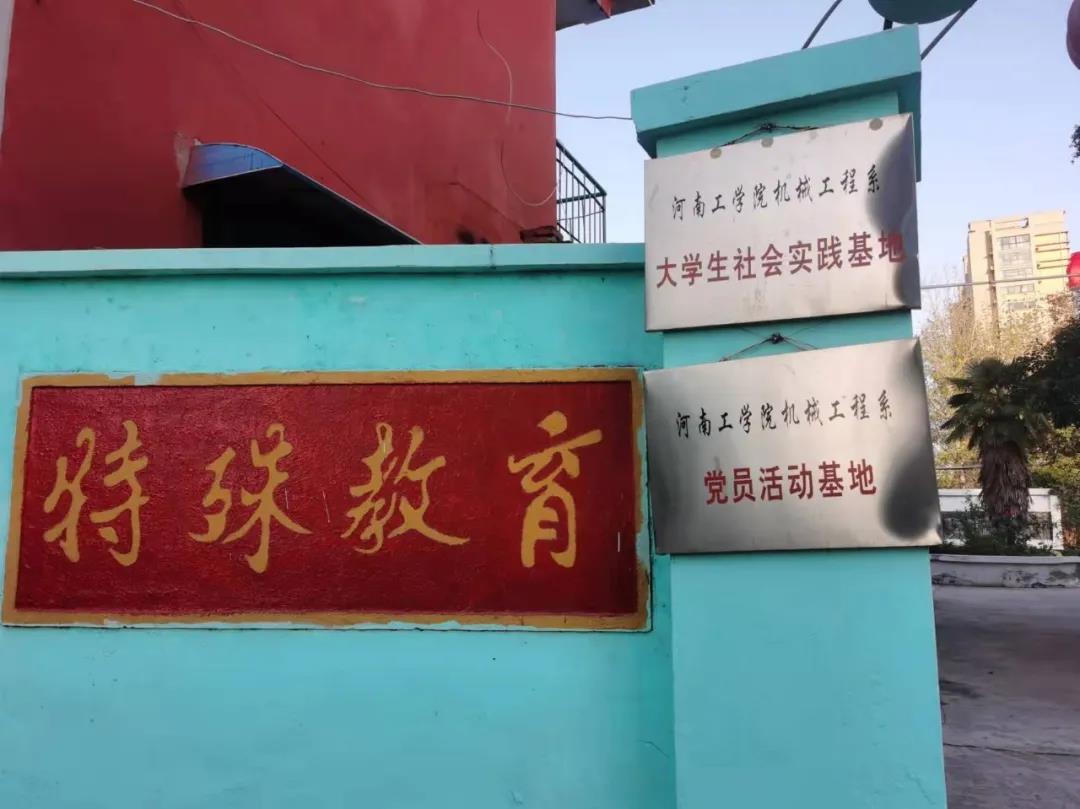 特殊教育
河南工学院机械工程系
大学生社会实践基地
河南工学院机械工程系
党员活动基地